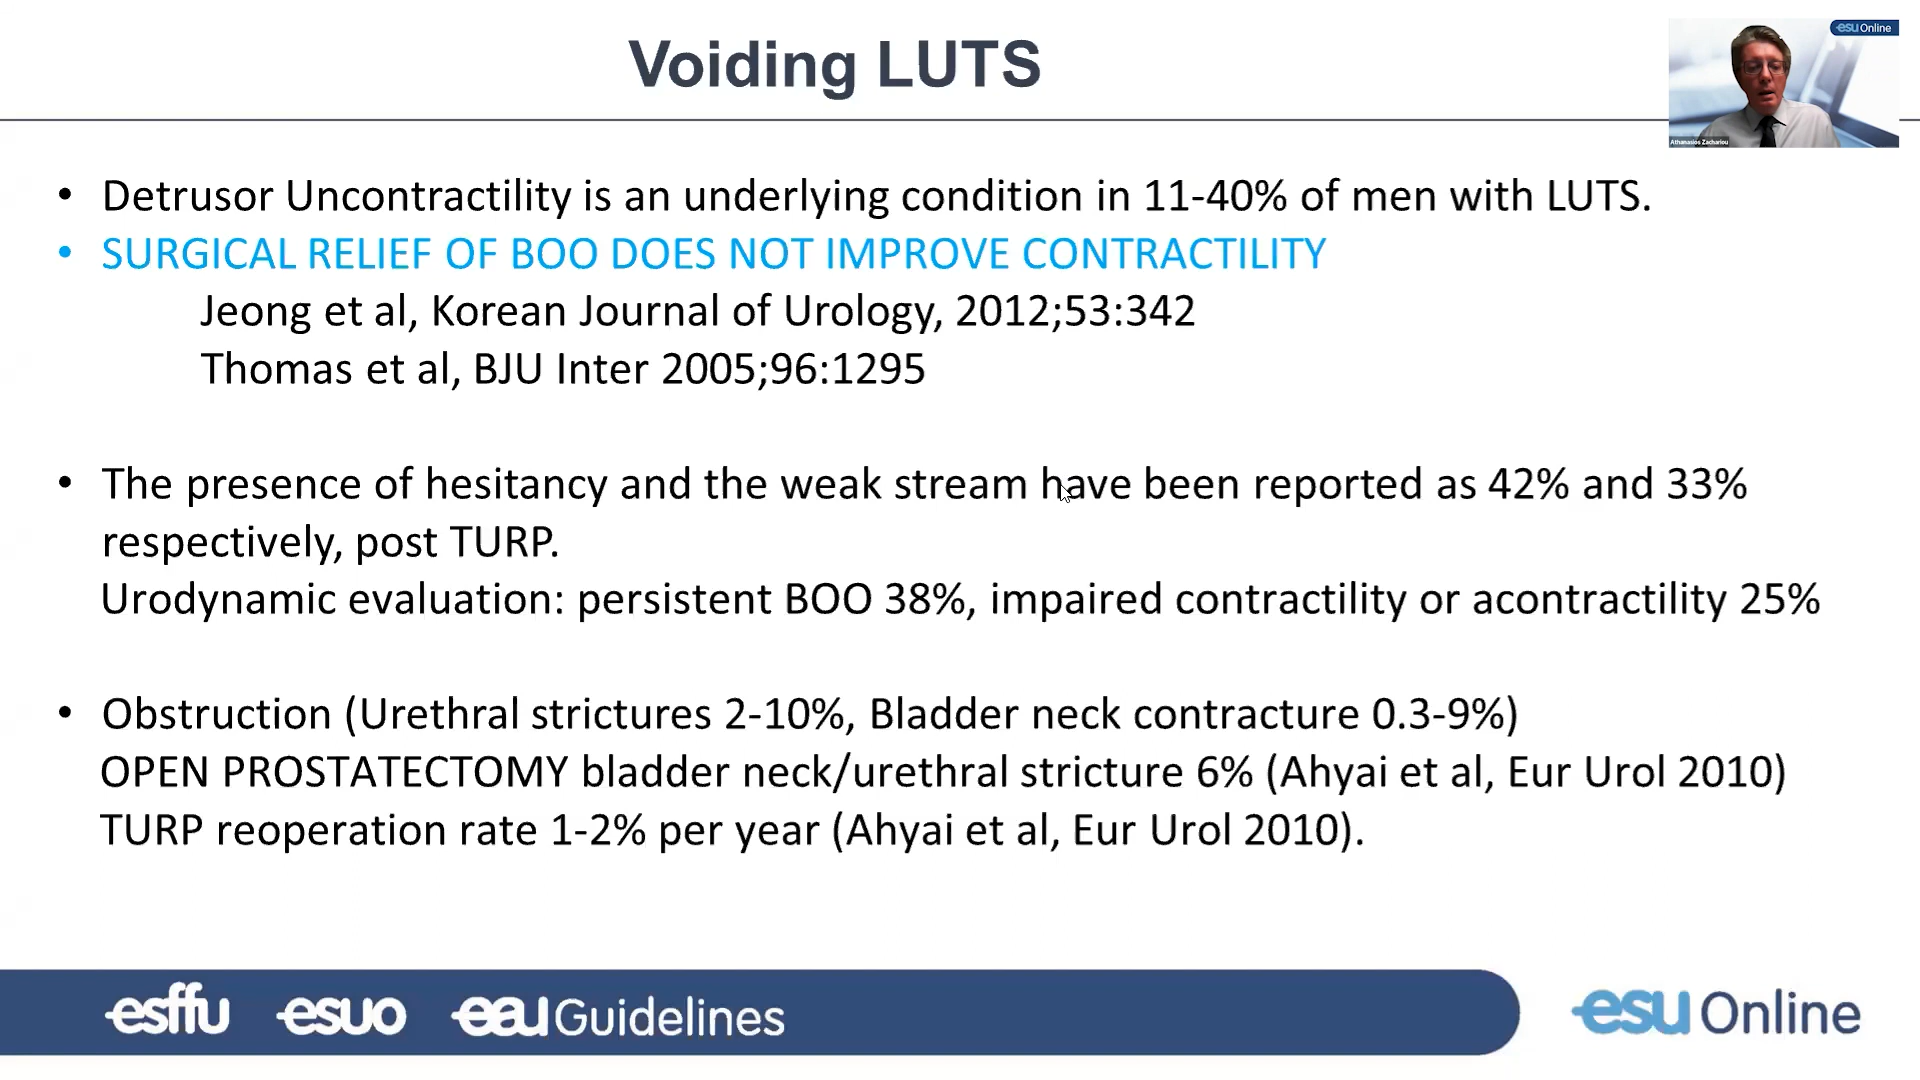 Voiding LUTS
esu Online
Athanasios Zachariou
• Detrusor Uncontractility is an underlying condition in 11-40% of men with LUTS.
• SURGICAL RELIEF OF BOO DOES NOT IMPROVE CONTRACTILITY
Jeong et al, Korean Journal of Urology, 2012;53:342
Thomas et al, BJU Inter 2005;96:1295
• The presence of hesitancy and the weak stream have been reported as 42% and 33%
respectively, post TURP.
Urodynamic evaluation: persistent BOO 38%, impaired contractility or acontractility 25%
• Obstruction (Urethral strictures 2-10%, Bladder neck contracture 0.3-9%)
OPEN PROSTATECTOMY bladder neck/urethral stricture 6% (Ahyai et al, Eur Urol 2010)
TURP reoperation rate 1-2% per year (Ahyai et al, Eur Urol 2010).
esffu esuo eau Guidelines
esu Online